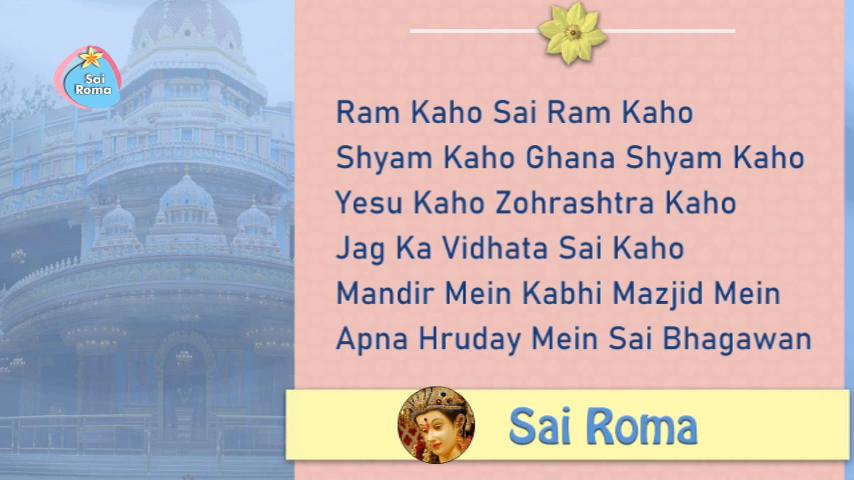 Sai
Roma
Ram Kaho Sai Ram Kaho
Shyam Kaho Ghana Shyam Kaho
Yesu Kaho Zohrashtra Kaho
Jag Ka Vidhata Sai Kaho
Mandir Mein Kabhi Mazjid Mein
Apna Hruday Mein Sai Bhagawan
Sai Roma